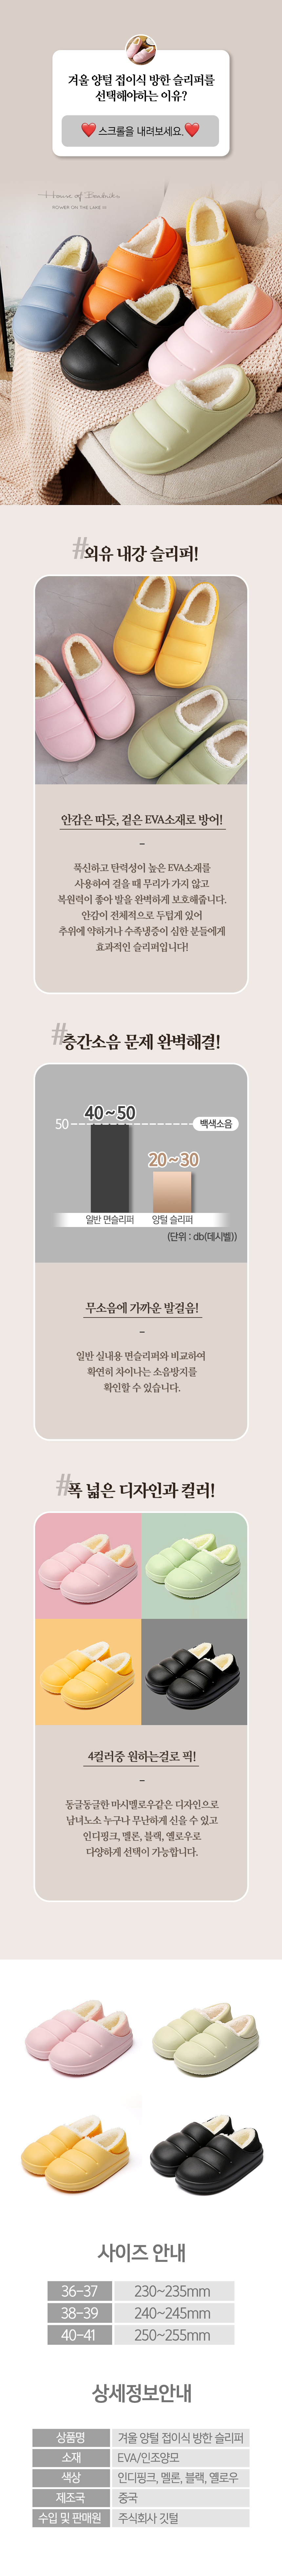 겨울 양털 접이식 방한 슬리퍼를
선택해야하는 이유?
스크롤을 내려보세요.
House of Bendriks
POWER ON THE LAKE
#외유 내강 슬리퍼!
안감은 따듯, 겉은 EVA소재로 방어!
-
푹신하고 탄력성이 높은 EVA소재를
사용하여 걸을 때 무리가 가지 않고
복원력이 좋아 발을 완벽하게 보호해줍니다.
안감이 전체적으로 두텁게 있어
추위에 약하거나 수족냉증이 심한 분들에게
효과적인 슬리퍼입니다!
#층간소음 문제 완벽해결!
40~50
50
백색소음
20~30
일반 면슬리퍼
양털 슬리퍼
(단위 : db(데시벨))
무소음에 가까운 발걸음!
-
일반 실내용 면슬리퍼와 비교하여
확연히 차이나는 소음방지를
확인할 수 있습니다.
#폭 넓은 디자인과 컬러!
4컬러중 원하는걸로 픽!
-
동글동글한 마시멜로우같은 디자인으로
남녀노소 누구나 무난하게 신을 수 있고
인디핑크, 멜론, 블랙, 옐로우로
다양하게 선택이 가능합니다.
사이즈 안내
36-37 230~235mm
38-39 240~245mm
40-41 250~255mm
상세정보안내
상품명 겨울 양털 접이식 방한 슬리퍼
소재 EVA/인조양모
색상 인디핑크, 멜론, 블랙, 옐로우
제조국 중국
수입 및 판매원 주식회사 깃털